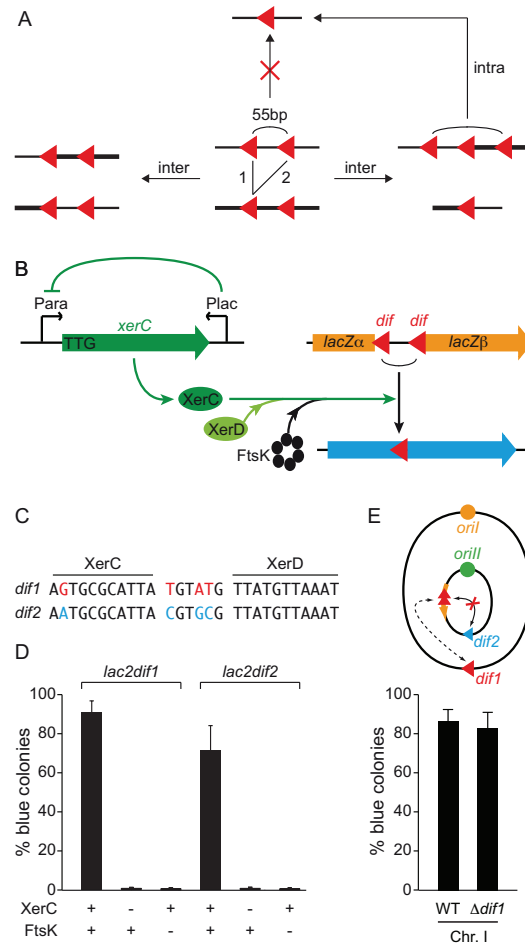 A
55bp
intra
inter
1
2
inter
B
Para
Plac
xerC
TTG
dif
dif
lacZα
lacZβ
XerC
XerD
FtsK
C
XerC
XerD
dif1 AGTGCGCATTA TGTATG TTATGTTAAAT
dif2 AATGCGCATTA CGTGCG TTATGTTAAAT
D
lac2dif1
lac2dif2
% blue colonies
100
80
60
40
20
0
XerC + - + + - +
FtsK + + - + + -
E
oriI
oriII
dif2
dif1
% blue colonies
100
80
60
40
20
0
WT Δdif1
Chr. I